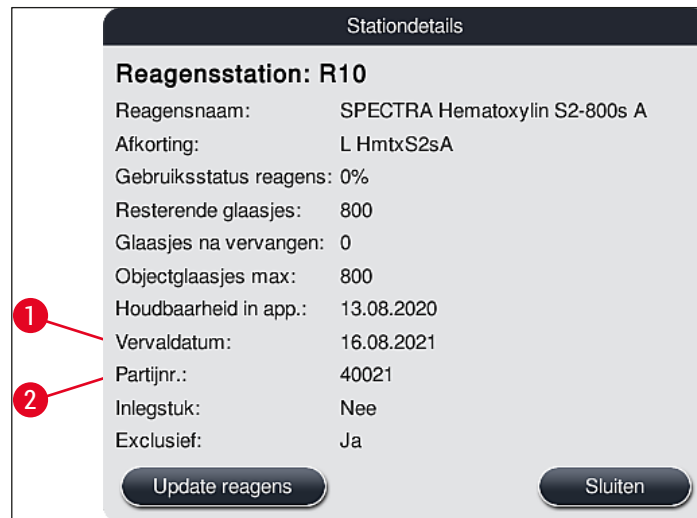 Stationdetails
Reagensstation: R10
Reagensnaam: SPECTRA Hematoxylin S2-800s A
Afkorting: L HmtxS2sA
Gebruiksstatus reagens: 0%
Resterende glaasjes: 800
Glaasjes na vervangen: 0
Objectglaasjes max: 800
Houdbaarheid in app.: 13.08.2020
1
Vervaldatum: 16.08.2021
Partijnr.: 40021
2
Inlegstuk: Nee
Exclusief: Ja
Update reagens Sluiten